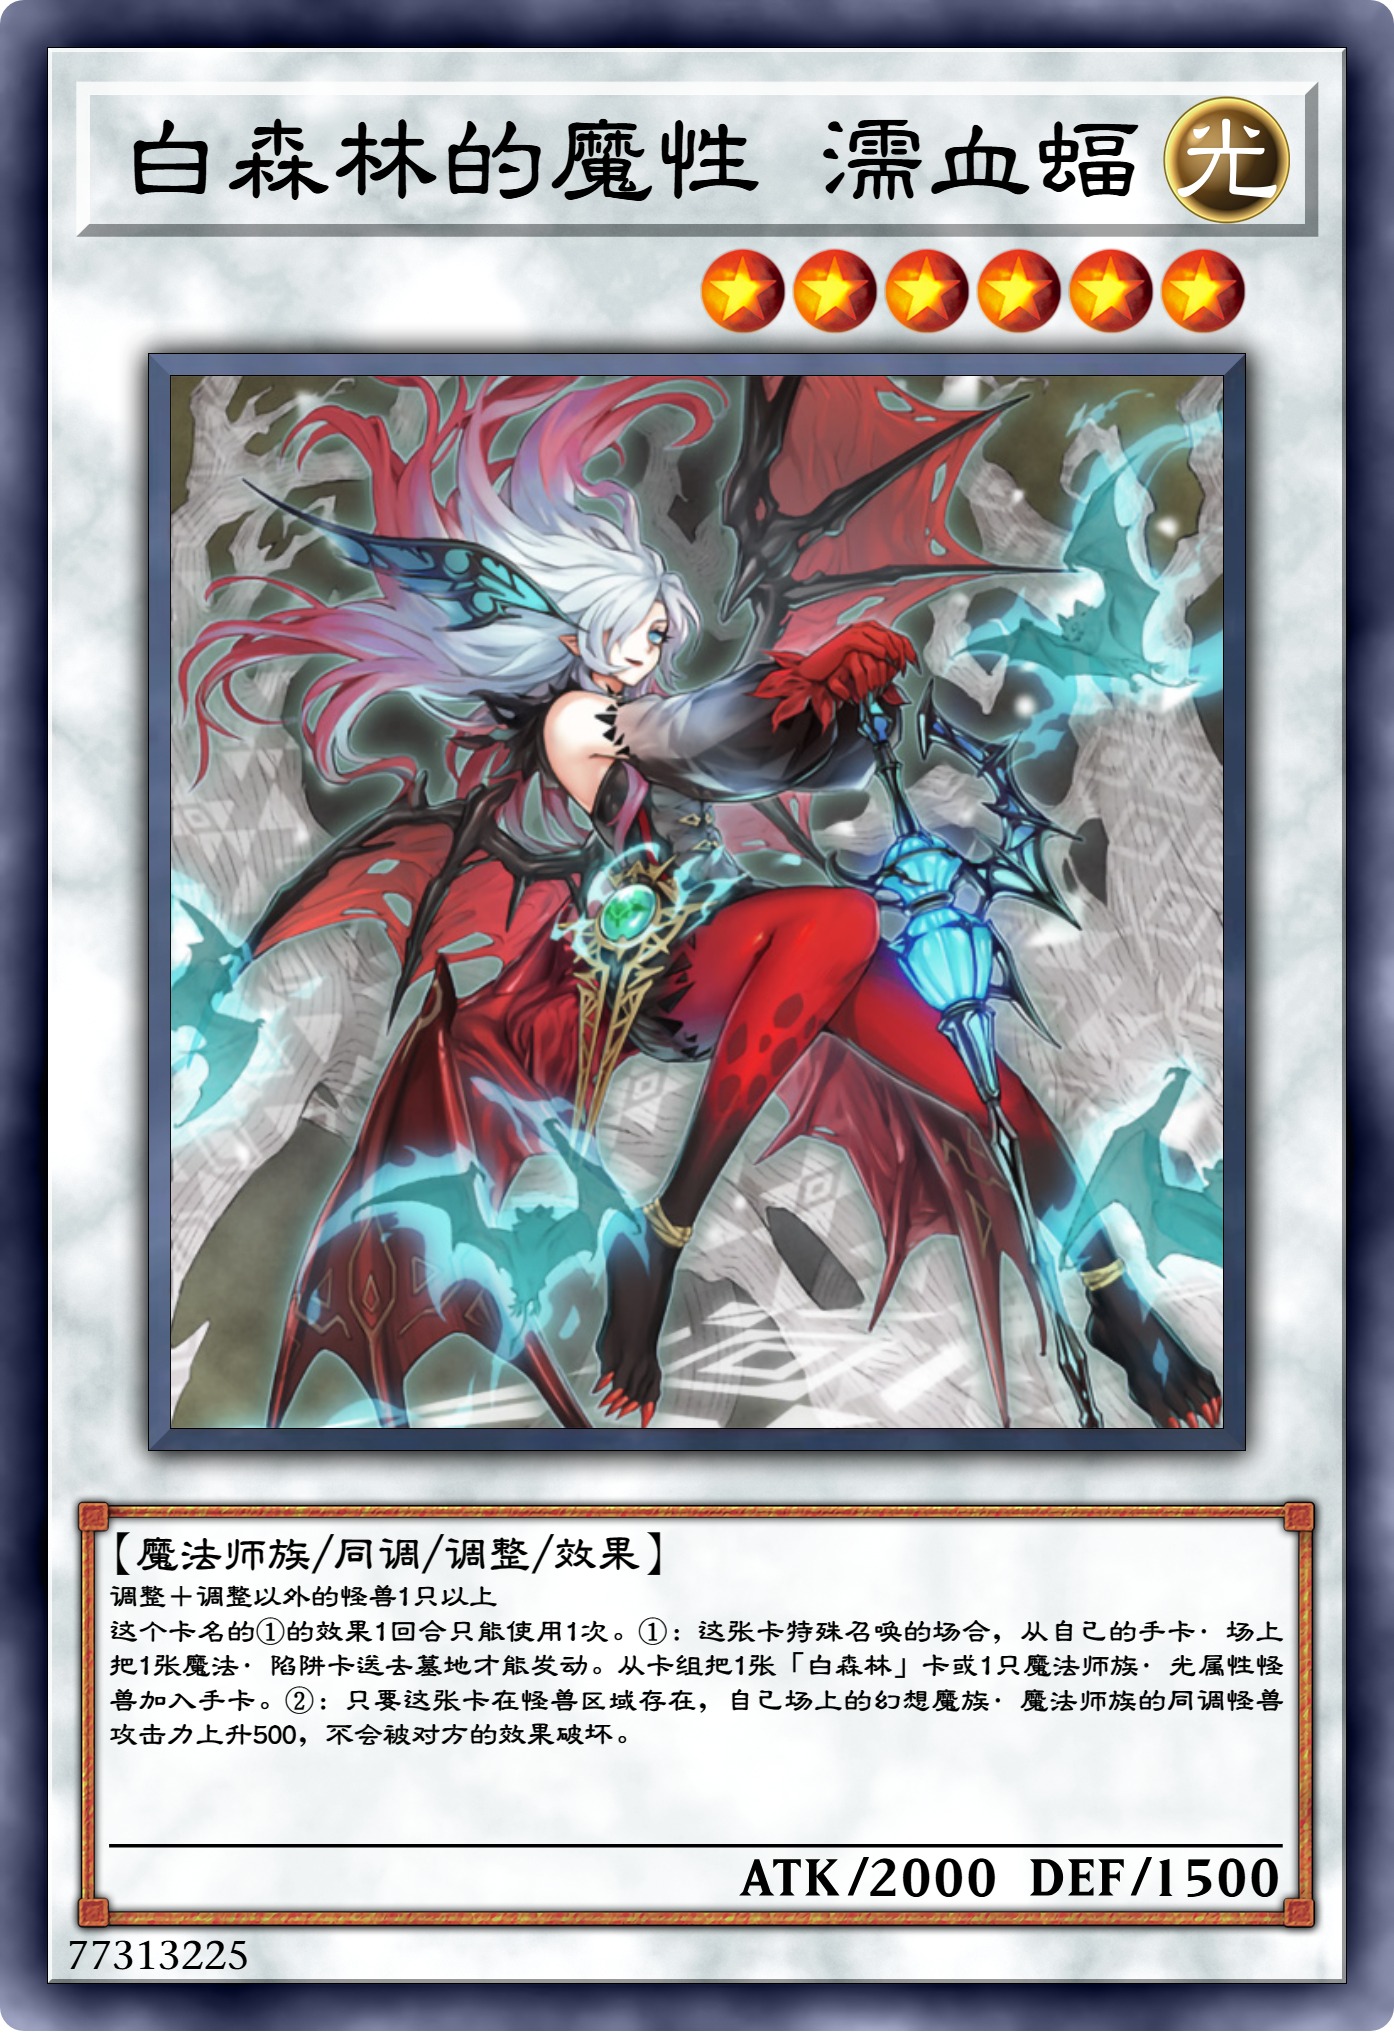 白森林的魔性 濡血蝠 光
【魔法师族/同调/调整/效果】
调整＋调整以外的怪兽1只以上
这个卡名的①的效果1回合只能使用1次。①：这张卡特殊召唤的场合，从自己的手卡·场上
把1张魔法·陷阱卡送去墓地才能发动。从卡组把1张「白森林」卡或1只魔法师族·光属性怪
兽加入手卡。②：只要这张卡在怪兽区域存在，自己场上的幻想魔族·魔法师族的同调怪兽
攻击力上升500，不会被对方的效果破坏。
ATK/2000 DEF/1500
77313225